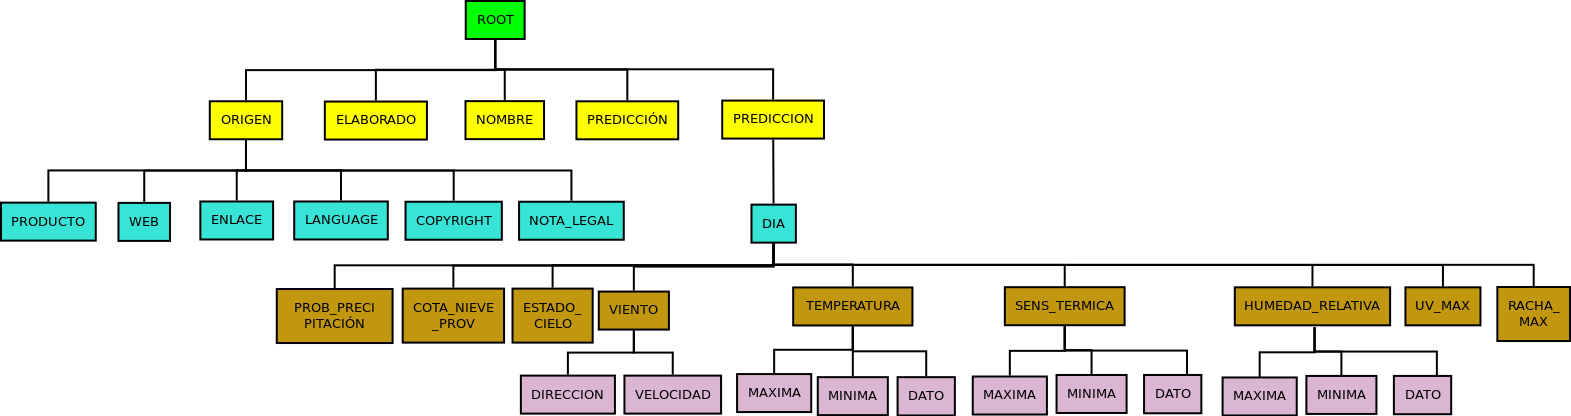 ROOT
ORIGEN
ELABORADO
NOMBRE
PREDICCIÓN
PREDICCION
PRODUCTO
WEB
ENLACE
LANGUAGE
COPYRIGHT
NOTA_LEGAL
DIA
PROB_PRECI
PITACIÓN
COTA_NIEVE
_PROV
ESTADO_
CIELO
VIENTO
TEMPERATURA
SENS_TERMICA
HUMEDAD_RELATIVA
UV_MAX
RACHA_
MAX
DIRECCION
VELOCIDAD
MAXIMA
MINIMA
DATO
MAXIMA
MINIMA
DATO
MAXIMA
MINIMA
DATO